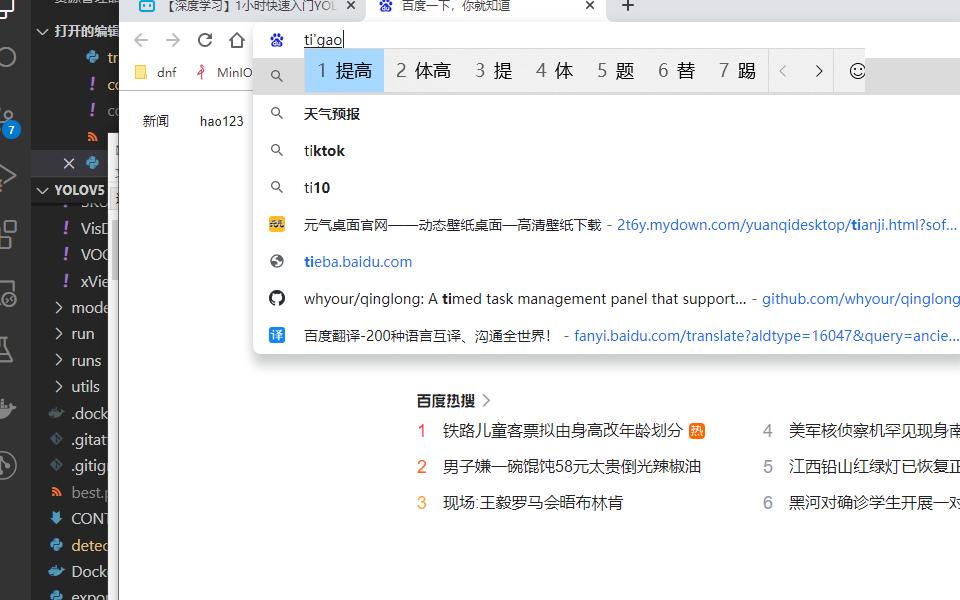 资源管理器
打开的编辑
tr
co
co
7
YOLOV5
SKU
VisD
VOC
xVie
mode
run
runs
utils
.dock
.gitat
.gitign
best.p
CONT
detec
Docke
expor
【深度学习】1小时快速入门YOL
百度一下，你就知道
ti'gao
dnf
MinIO
1 提高 2 体高 3 提 4 体 5 题 6 替 7 踢
新闻 hao123
天气预报
tiktok
ti10
元气桌面官网——动态壁纸桌面—高清壁纸下载 - 2t6y.mydown.com/yuanqidesktop/tianji.html?sof...
tieba.baidu.com
whyour/qinglong: A timed task management panel that support... - github.com/whyour/qinglong
译 百度翻译-200种语言互译、沟通全世界！ - fanyi.baidu.com/translate?aldtype=16047&query=ancie...
百度热搜
1 铁路儿童客票拟由身高改年龄划分 热
4 美军核侦察机罕见现身南
2 男子嫌一碗馄饨58元太贵倒光辣椒油
5 江西铅山红绿灯已恢复正
3 现场:王毅罗马会晤布林肯
6 黑河对确诊学生开展一对